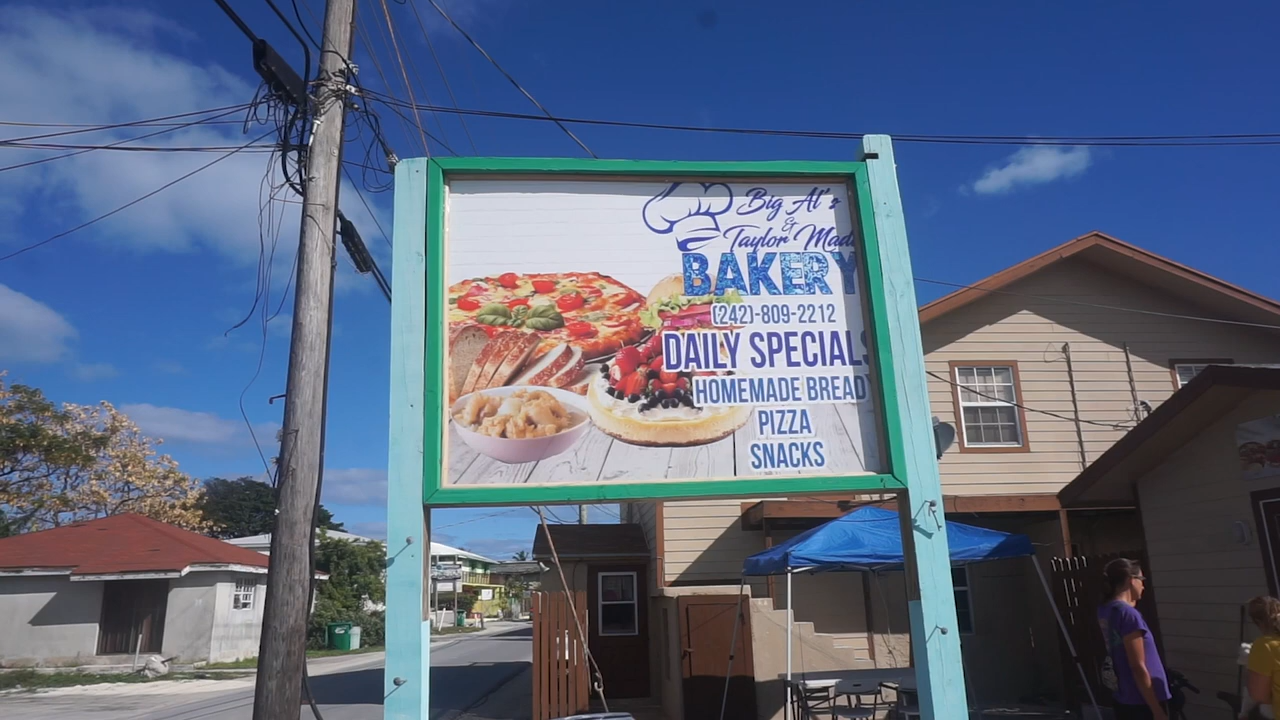 Big Al's
&
Taylor Made
BAKERY
(242)-809-2212
DAILY SPECIALS
HOMEMADE BREAD
PIZZA
SNACKS